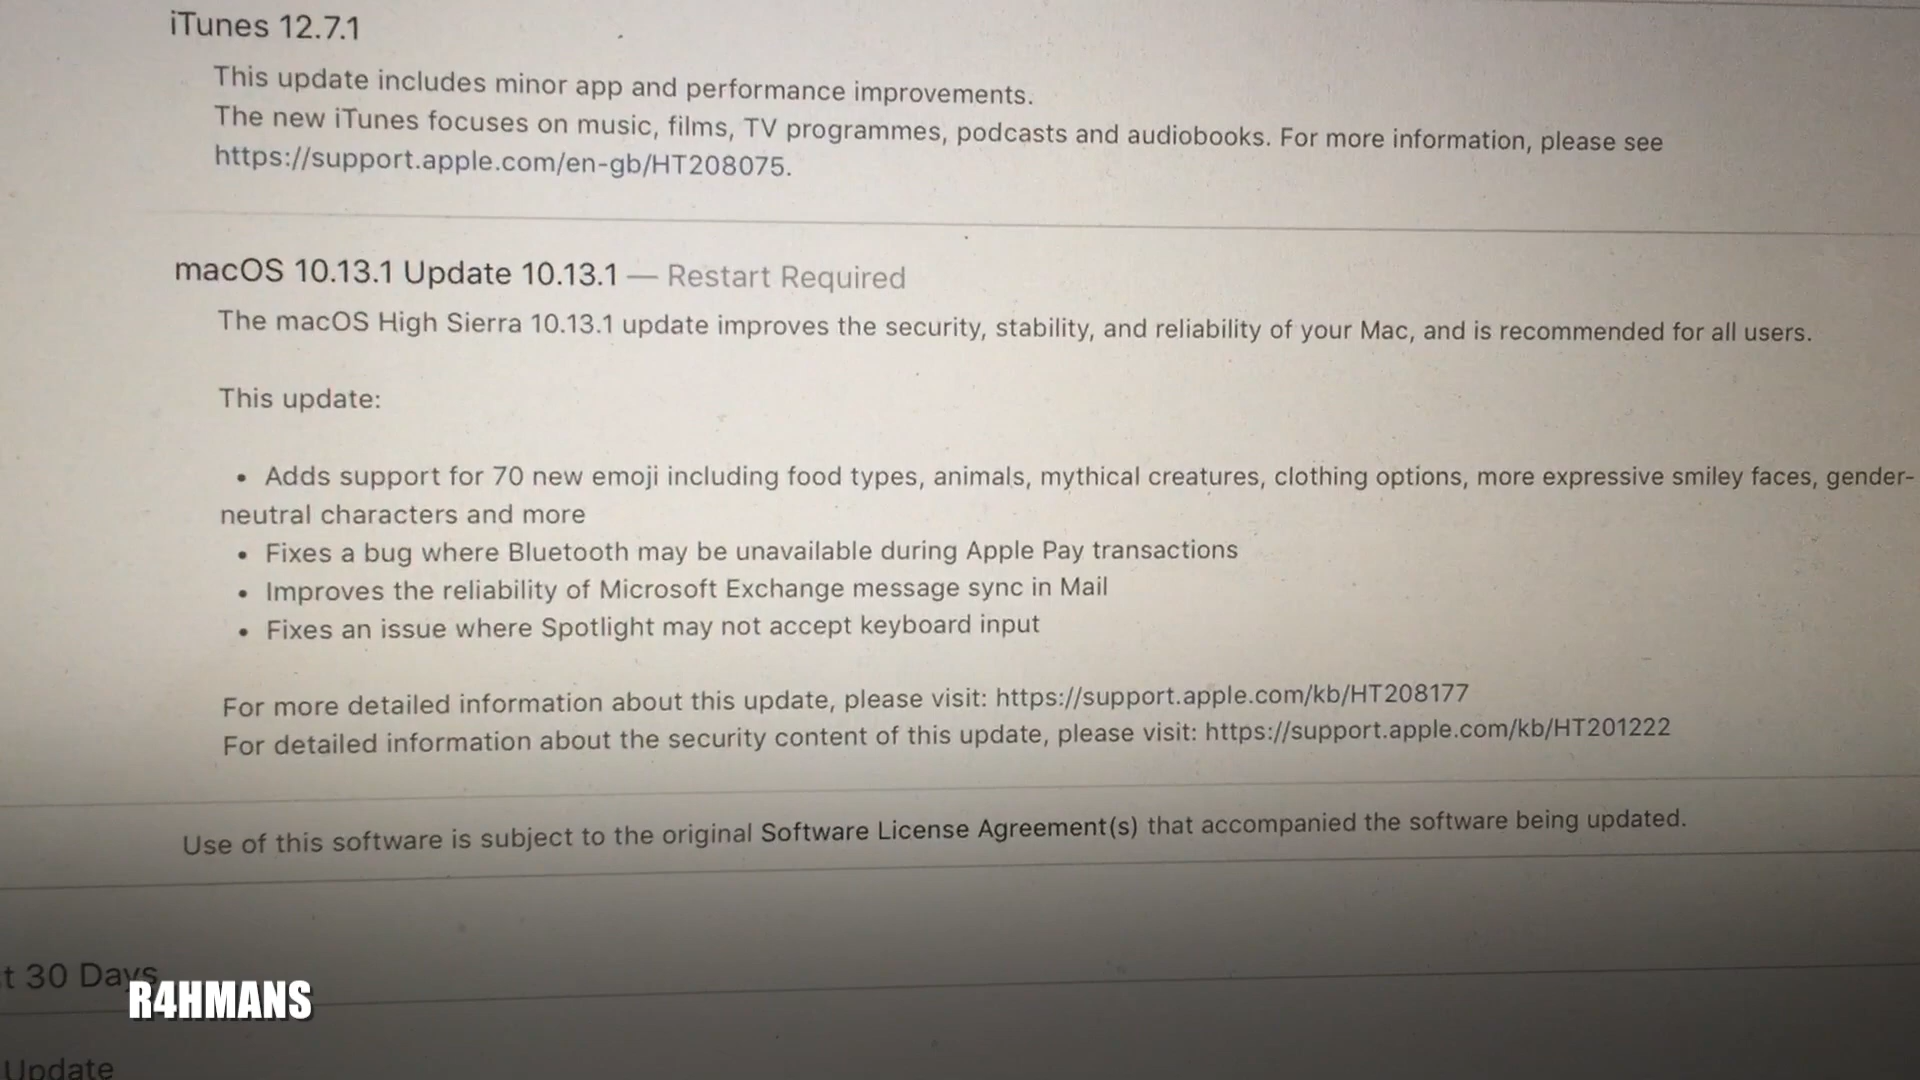 iTunes 12.7.1
This update includes minor app and performance improvements.
The new iTunes focuses on music, films, TV programmes, podcasts and audiobooks. For more information, please see
https://support.apple.com/en-gb/HT208075.
macOS 10.13.1 Update 10.13.1 — Restart Required
The macOS High Sierra 10.13.1 update improves the security, stability, and reliability of your Mac, and is recommended for all users.
This update:
• Adds support for 70 new emoji including food types, animals, mythical creatures, clothing options, more expressive smiley faces, gender-
neutral characters and more
• Fixes a bug where Bluetooth may be unavailable during Apple Pay transactions
• Improves the reliability of Microsoft Exchange message sync in Mail
• Fixes an issue where Spotlight may not accept keyboard input
For more detailed information about this update, please visit: https://support.apple.com/kb/HT208177
For detailed information about the security content of this update, please visit: https://support.apple.com/kb/HT201222
Use of this software is subject to the original Software License Agreement(s) that accompanied the software being updated.
t 30 Days
R4HMANS
Update